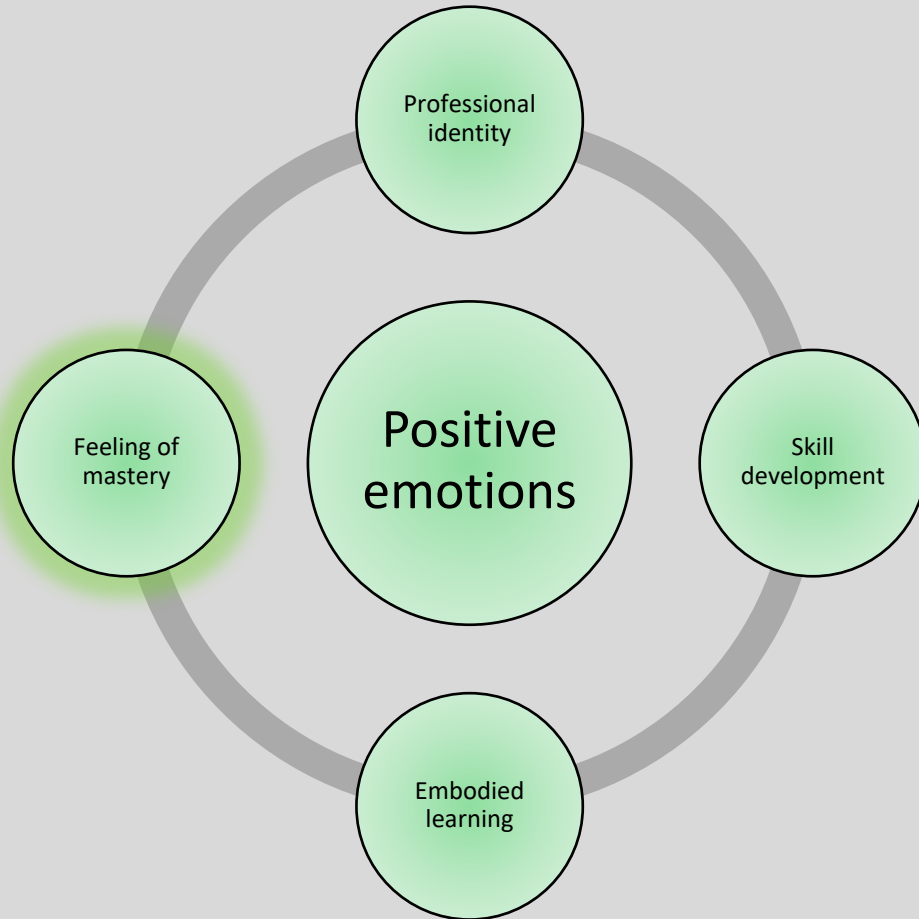 Professional
identity
Feeling of
mastery
Positive
emotions
Skill
development
Embodied
learning